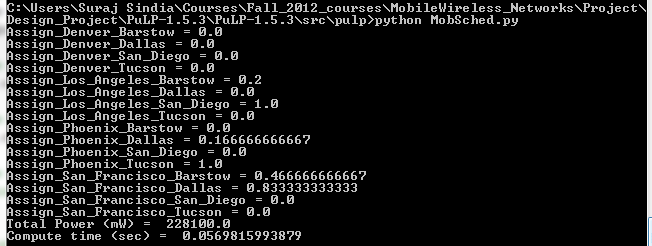 C:\Users\Suraj Sindia\Courses\Fall_2012_courses\MobileWireless_Networks\Project\
Design_Project\PuLP-1.5.3\PuLP-1.5.3\src\pulp>python MobSched.py
Assign_Denver_Barstow = 0.0
Assign_Denver_Dallas = 0.0
Assign_Denver_San_Diego = 0.0
Assign_Denver_Tucson = 0.0
Assign_Los_Angeles_Barstow = 0.2
Assign_Los_Angeles_Dallas = 0.0
Assign_Los_Angeles_San_Diego = 1.0
Assign_Los_Angeles_Tucson = 0.0
Assign_Phoenix_Barstow = 0.0
Assign_Phoenix_Dallas = 0.166666666667
Assign_Phoenix_San_Diego = 0.0
Assign_Phoenix_Tucson = 1.0
Assign_San_Francisco_Barstow = 0.466666666667
Assign_San_Francisco_Dallas = 0.833333333333
Assign_San_Francisco_San_Diego = 0.0
Assign_San_Francisco_Tucson = 0.0
Total Power (mW) =  228100.0
Compute time (sec) =  0.0569815993879